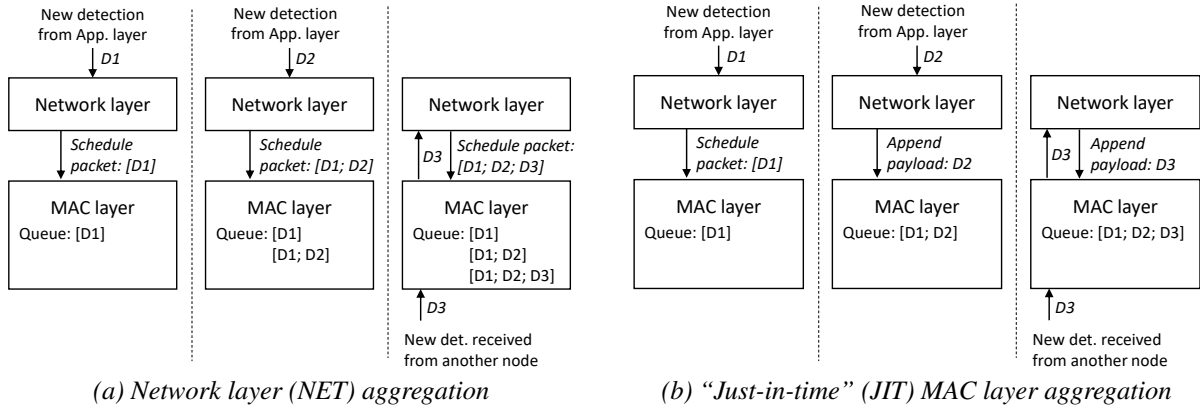 New detection
from App. layer
D1
Network layer
Schedule
packet: [D1]
MAC layer
Queue: [D1]
New detection
from App. layer
D2
Network layer
Schedule
packet: [D1; D2]
MAC layer
Queue: [D1]
[D1; D2]
Network layer
D3
Schedule packet:
[D1; D2; D3]
MAC layer
Queue: [D1]
[D1; D2]
[D1; D2; D3]
D3
New det. received
from another node
(a) Network layer (NET) aggregation
New detection
from App. layer
D1
Network layer
Schedule
packet: [D1]
MAC layer
Queue: [D1]
New detection
from App. layer
D2
Network layer
Append
payload: D2
MAC layer
Queue: [D1; D2]
Network layer
D3
Append
payload: D3
MAC layer
Queue: [D1; D2; D3]
D3
New det. received
from another node
(b) “Just-in-time” (JIT) MAC layer aggregation